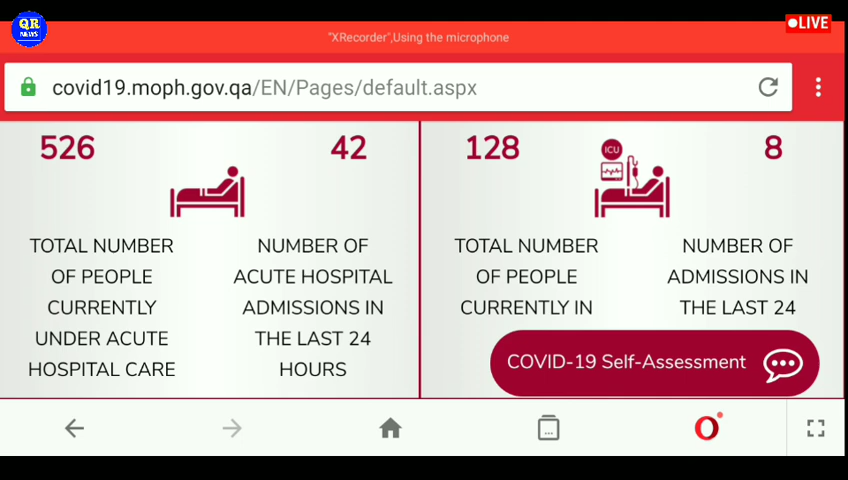 QR
NEWS
LIVE
"XRecorder",Using the microphone
covid19.moph.gov.qa/EN/Pages/default.aspx
526
42
TOTAL NUMBER
OF PEOPLE
CURRENTLY
UNDER ACUTE
HOSPITAL CARE
NUMBER OF
ACUTE HOSPITAL
ADMISSIONS IN
THE LAST 24
HOURS
128
ICU
8
TOTAL NUMBER
OF PEOPLE
CURRENTLY IN
NUMBER OF
ADMISSIONS IN
THE LAST 24
COVID-19 Self-Assessment